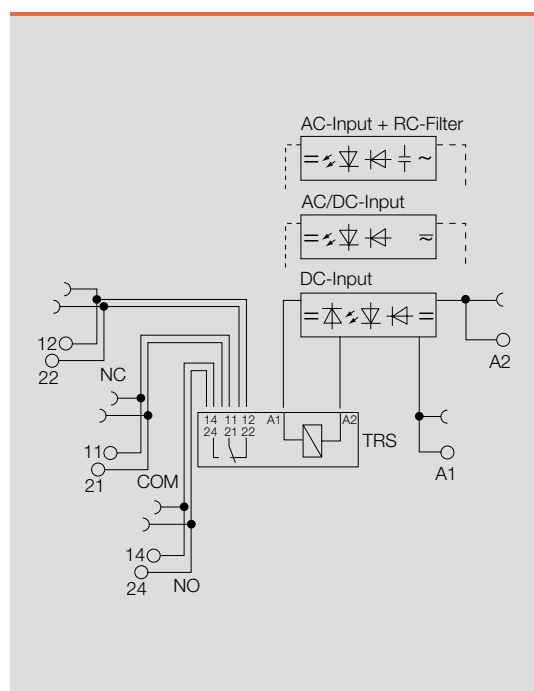 AC-Input + RC-Filter
AC/DC-Input
DC-Input
12
22
NC
A2
14 11 12 A1 A2
24 21 22
TRS
11
21
COM
A1
14
24
NO